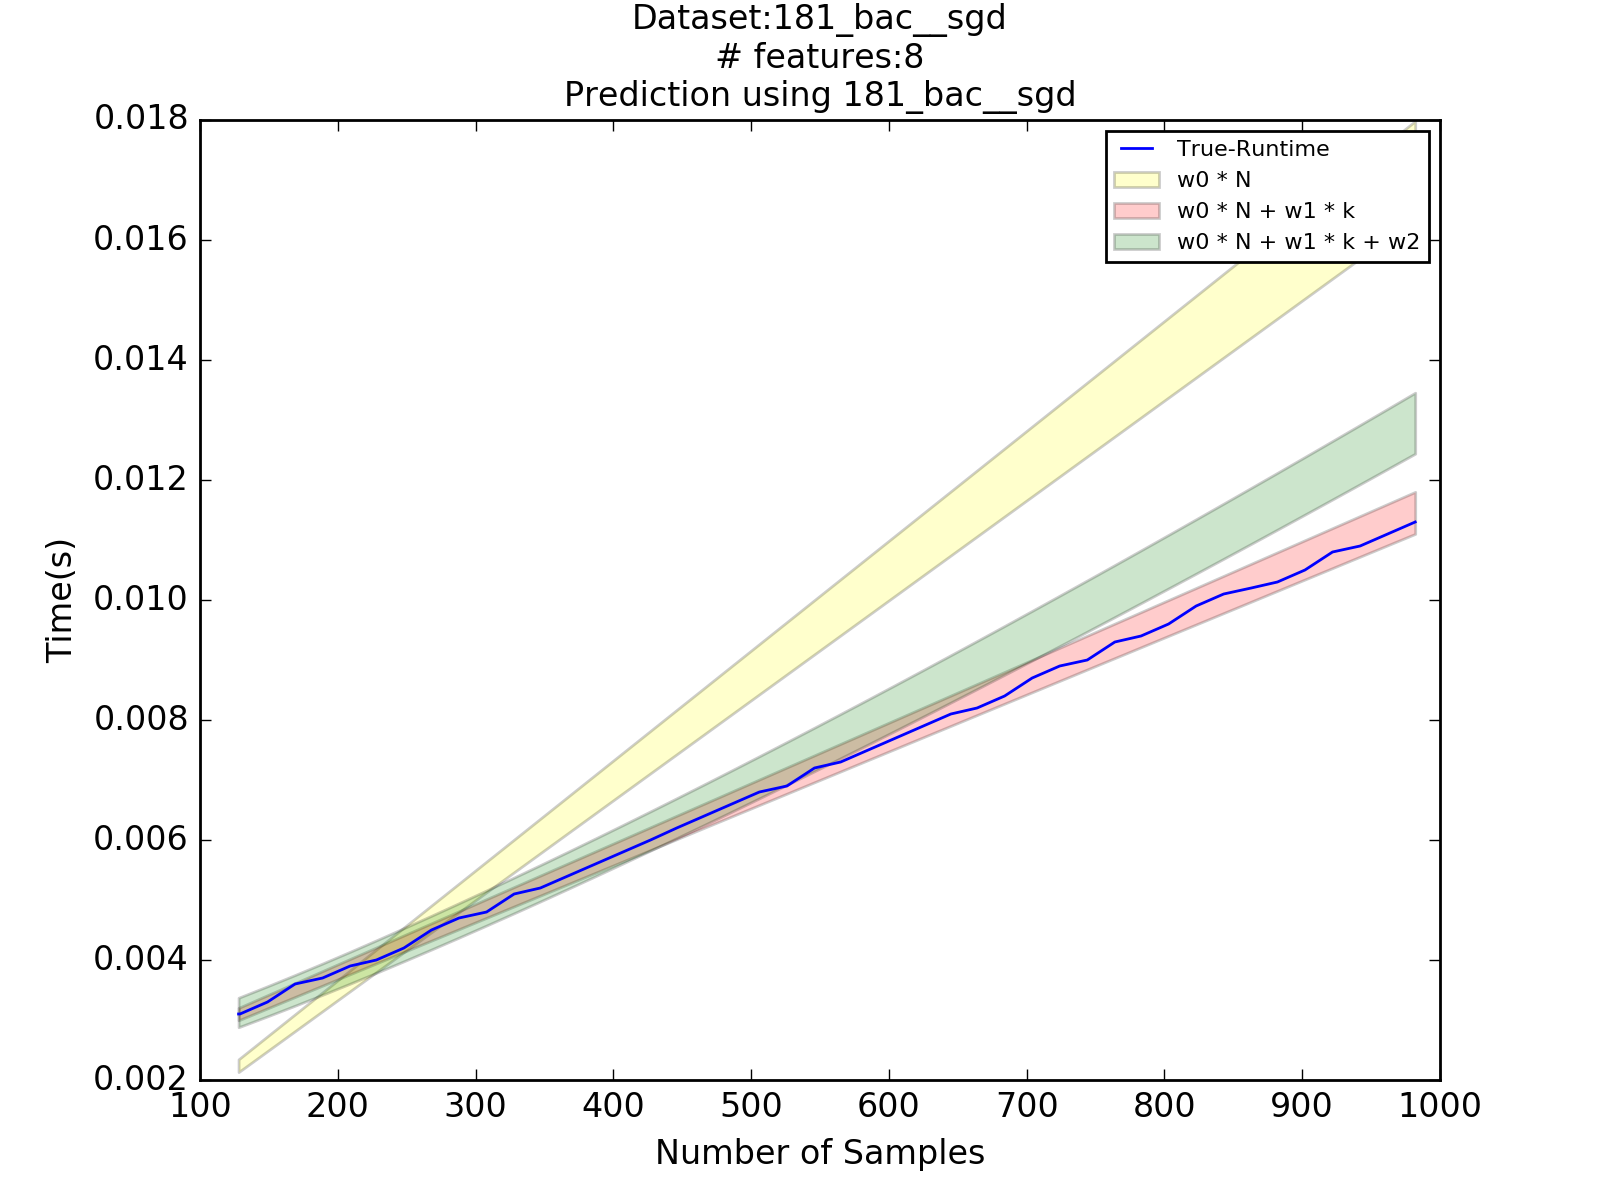 Dataset:181_bac__sgd
# features:8
Prediction using 181_bac__sgd
0.018
0.016
0.014
0.012
0.010
0.008
0.006
0.004
0.002
Time(s)
True-Runtime
w0 * N
w0 * N + w1 * k
w0 * N + w1 * k + w2
100 200 300 400 500 600 700 800 900 1000
Number of Samples